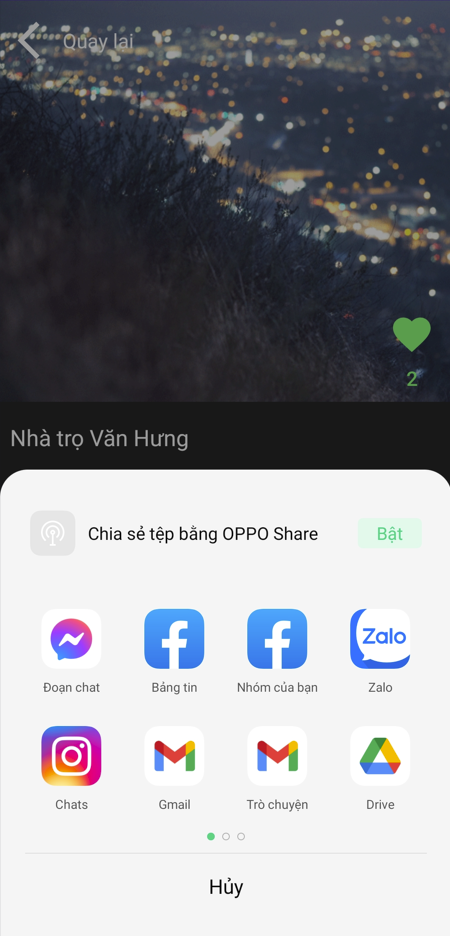 Quay lại
2
Nhà trọ Văn Hưng
Chia sẻ tệp bằng OPPO Share
Bật
Zalo
Đoạn chat
Bảng tin
Nhóm của bạn
Zalo
Chats
Gmail
Trò chuyện
Drive
Hủy